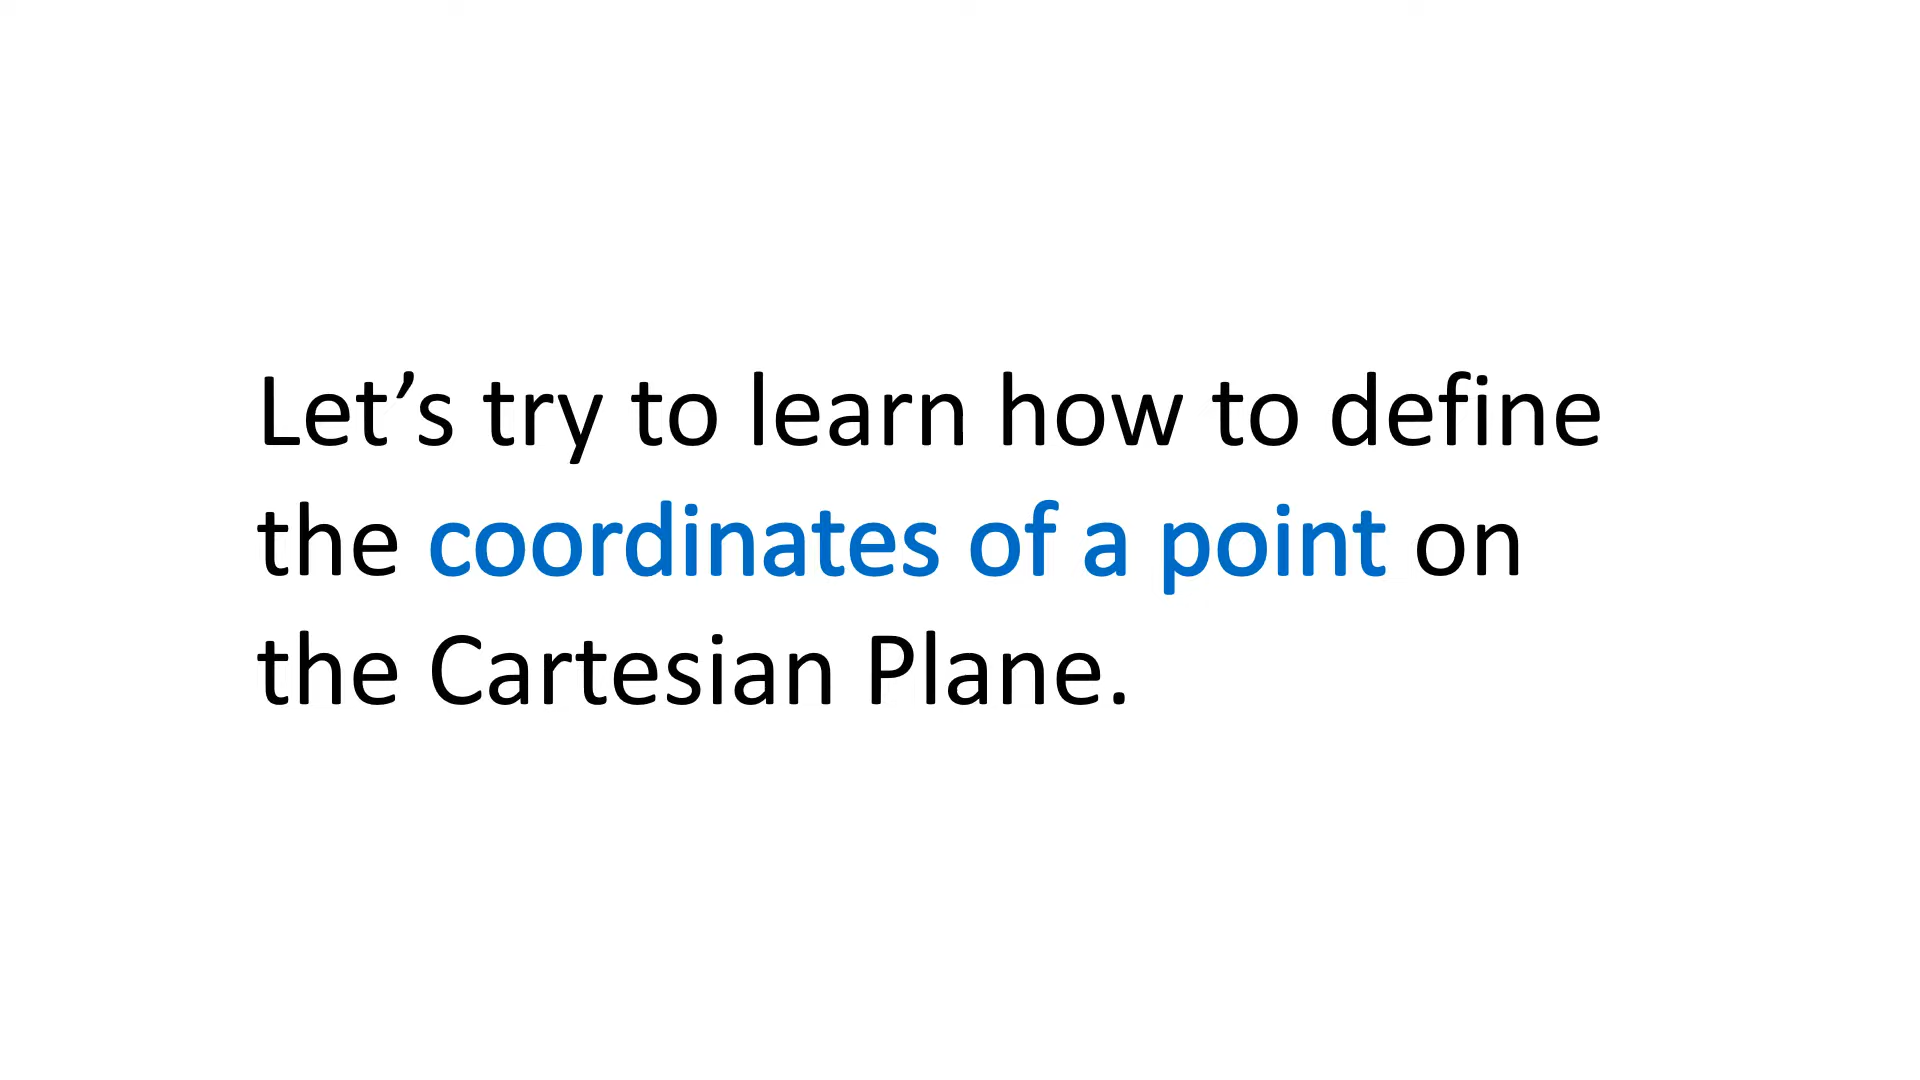 Let’s try to learn how to define
the coordinates of a point on
the Cartesian Plane.